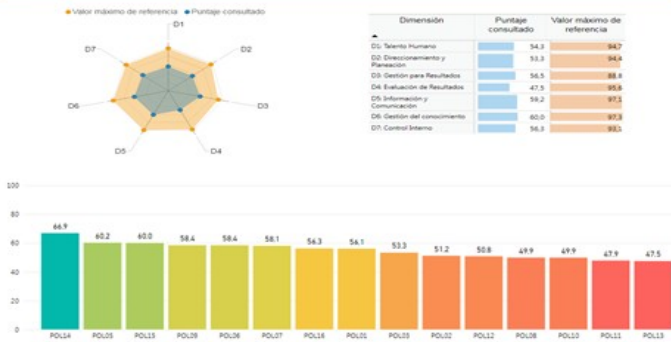 Valor máximo de referencia Puntaje consultado
D1
D2
D3
D4
D5
D6
D7
Dimensión Puntaje consultado Valor máximo de referencia
D1: Talento Humano 54,3 94,7
D2: Direccionamiento y Planeación 53,3 94,4
D3: Gestión para Resultados 56,5 88,8
D4: Evaluación de Resultados 47,5 95,6
D5: Información y Comunicación 59,2 97,1
D6: Gestión del conocimiento 60,0 97,3
D7: Control Interno 56,3 93,1
100
80
60
40
20
0
66.9 60.2 60.0 58.4 58.4 58.1 56.3 56.1 53.3 51.2 50.8 49.9 49.9 47.9 47.5
POL14 POL05 POL15 POL09 POL06 POL07 POL16 POL01 POL03 POL02 POL12 POL08 POL10 POL11 POL13